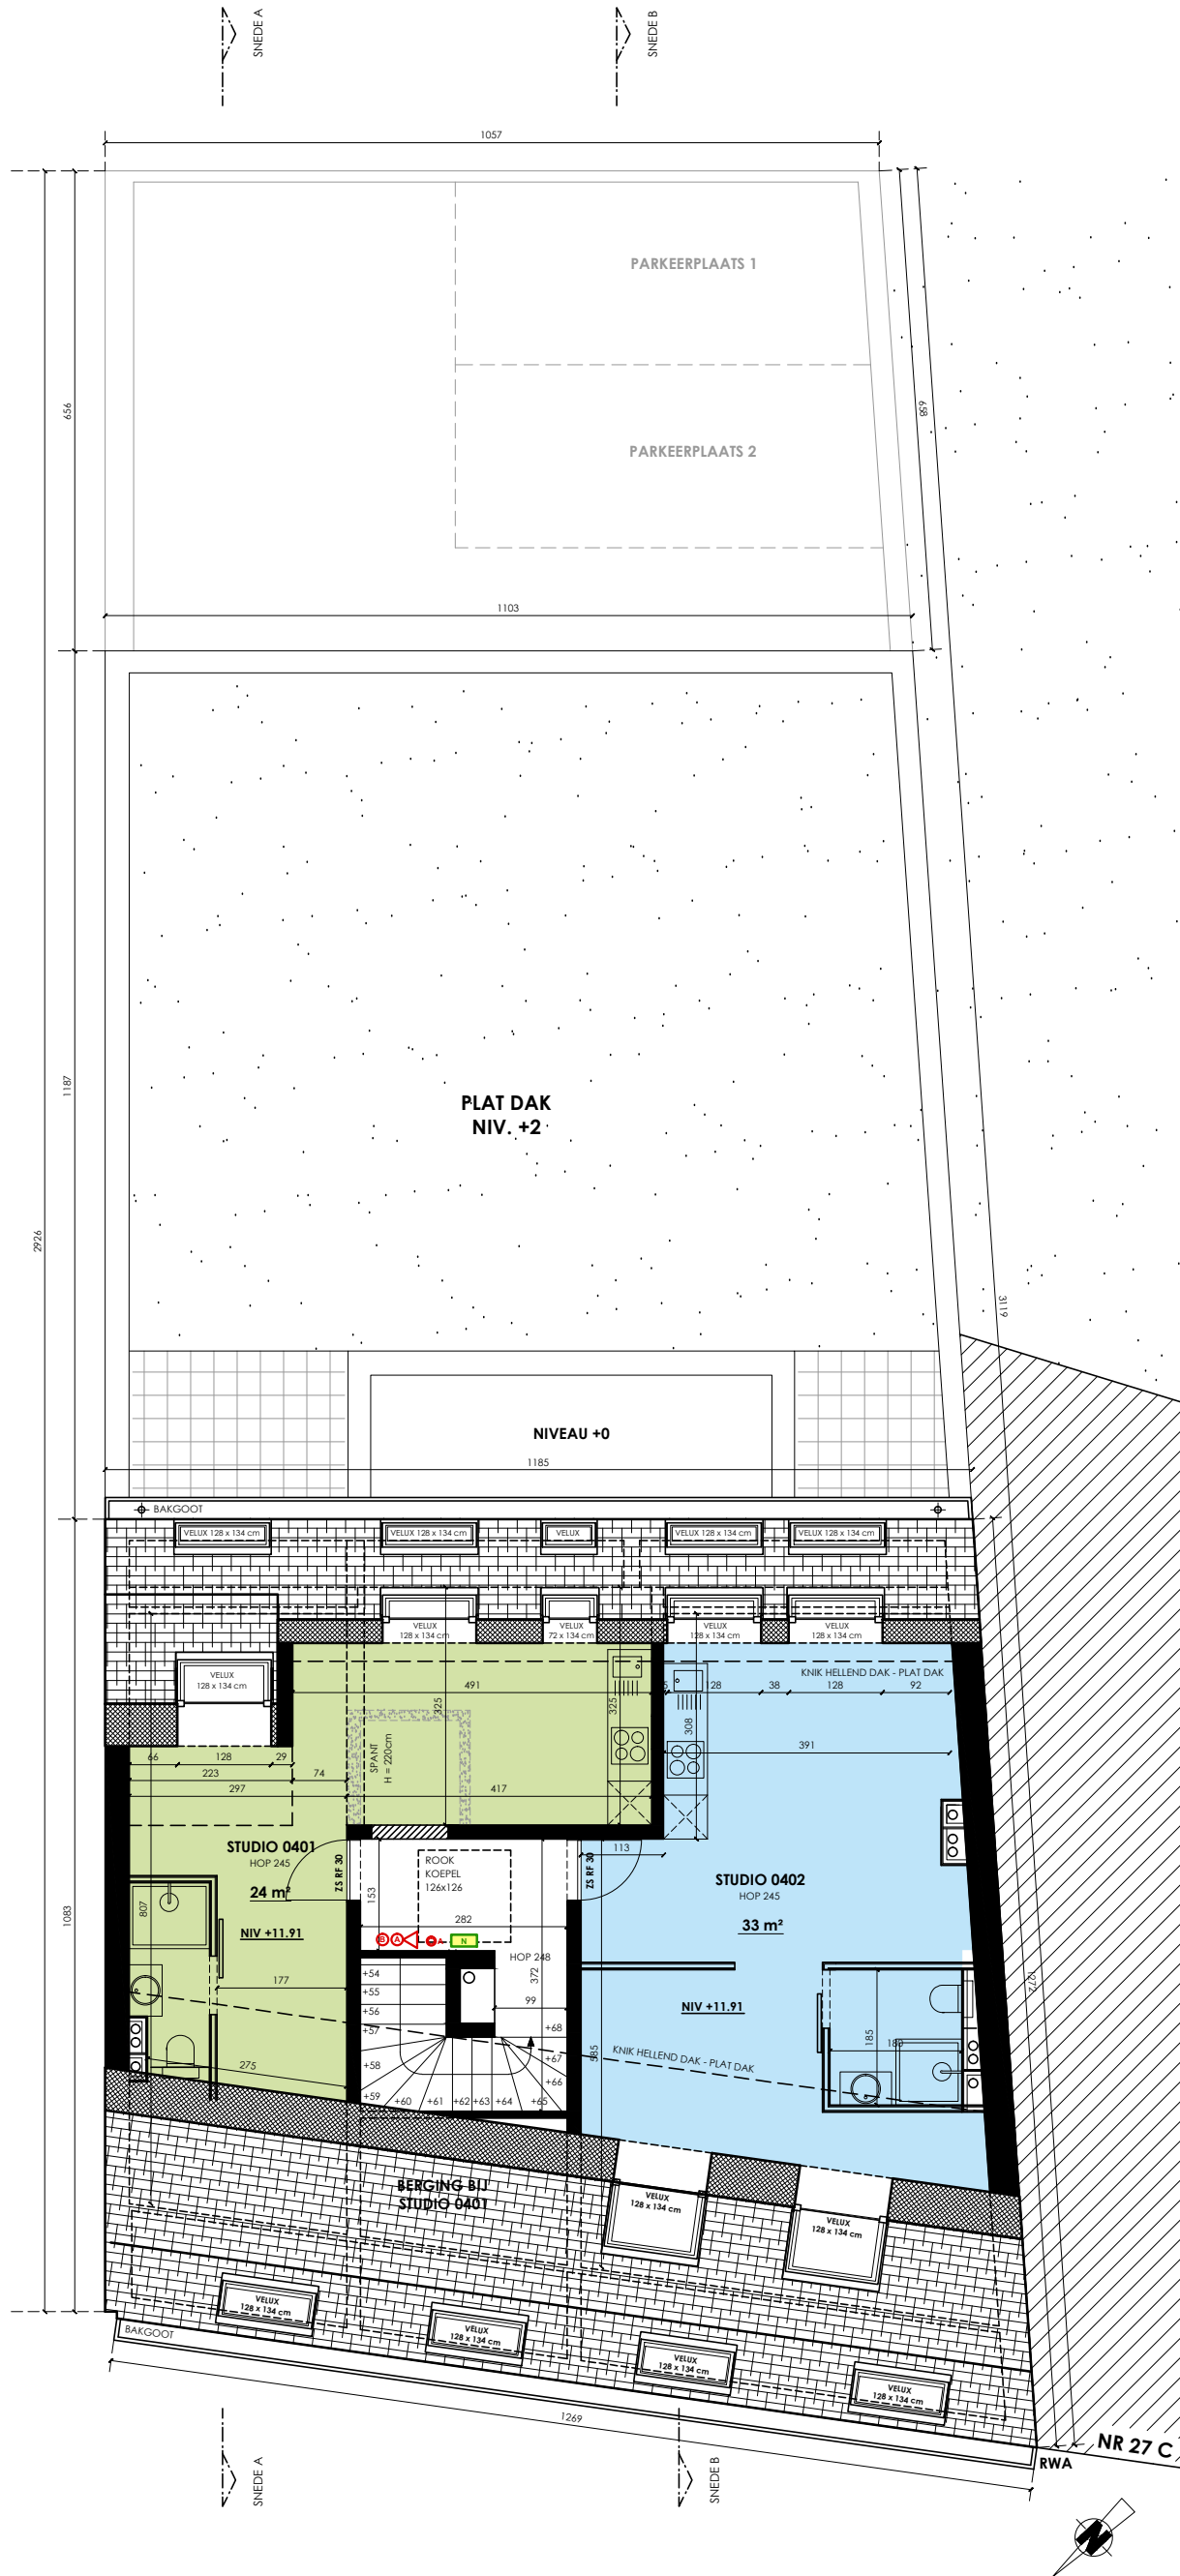 SNEDE A
SNEDE B
1057
PARKEERPLAATS 1
656
658
PARKEERPLAATS 2
1103
1187
PLAT DAK
NIV. +2
2926
3119
NIVEAU +0
1185
BAKGOOT
VELUX 128 x 134 cm
VELUX 128 x 134 cm
VELUX
VELUX 128 x 134 cm
VELUX 128 x 134 cm
VELUX
128 x 134 cm
VELUX
72 x 134 cm
VELUX
128 x 134 cm
VELUX
128 x 134 cm
VELUX
128 x 134 cm
KNIK HELLEND DAK - PLAT DAK
491
128
38
128
92
325
325
308
SPANT
H = 220cm
391
66
128
29
223
74
297
417
STUDIO 0401
HOP 245
24 m²
NIV +11.91
807
177
275
1083
ZS RF 30
ROOK
KOEPEL
126x126
153
282
ZS RF 30
113
B
A
A
N
HOP 248
372
99
STUDIO 0402
HOP 245
33 m²
NIV +11.91
585
185
180
1272
KNIK HELLEND DAK - PLAT DAK
+54
+55
+56
+57
+58
+59
+60
+61
+62
+63
+64
+65
+66
+67
+68
BERGING BIJ
STUDIO 0401
VELUX
128 x 134 cm
VELUX
128 x 134 cm
VELUX
128 x 134 cm
VELUX
128 x 134 cm
VELUX
128 x 134 cm
VELUX
128 x 134 cm
BAKGOOT
1269
NR 27 C
RWA
SNEDE A
SNEDE B
N